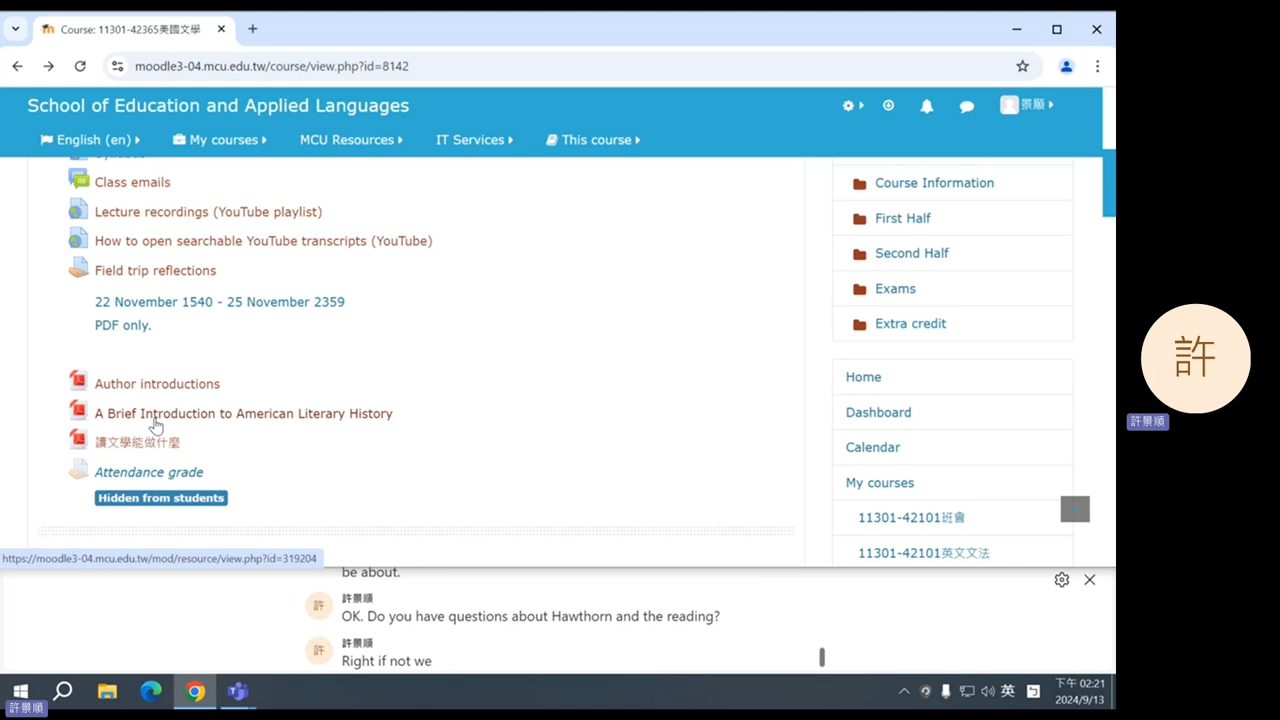 Course: 11301-42365美國文學
moodle3-04.mcu.edu.tw/course/view.php?id=8142
School of Education and Applied Languages
景順
English (en)
My courses
MCU Resources
IT Services
This course
Class emails
Lecture recordings (YouTube playlist)
How to open searchable YouTube transcripts (YouTube)
Field trip reflections
22 November 1540 - 25 November 2359
PDF only.
Author introductions
A Brief Introduction to American Literary History
讀文學能做什麼
Attendance grade
Hidden from students
Course Information
First Half
Second Half
Exams
Extra credit
Home
Dashboard
Calendar
My courses
11301-42101班會
11301-42101英文文法
https://moodle3-04.mcu.edu.tw/mod/resource/view.php?id=319204
be about.
許
許景順
OK. Do you have questions about Hawthorn and the reading?
許
許景順
Right if not we
許
許景順
英
下午 02:21
2024/9/13
許景順